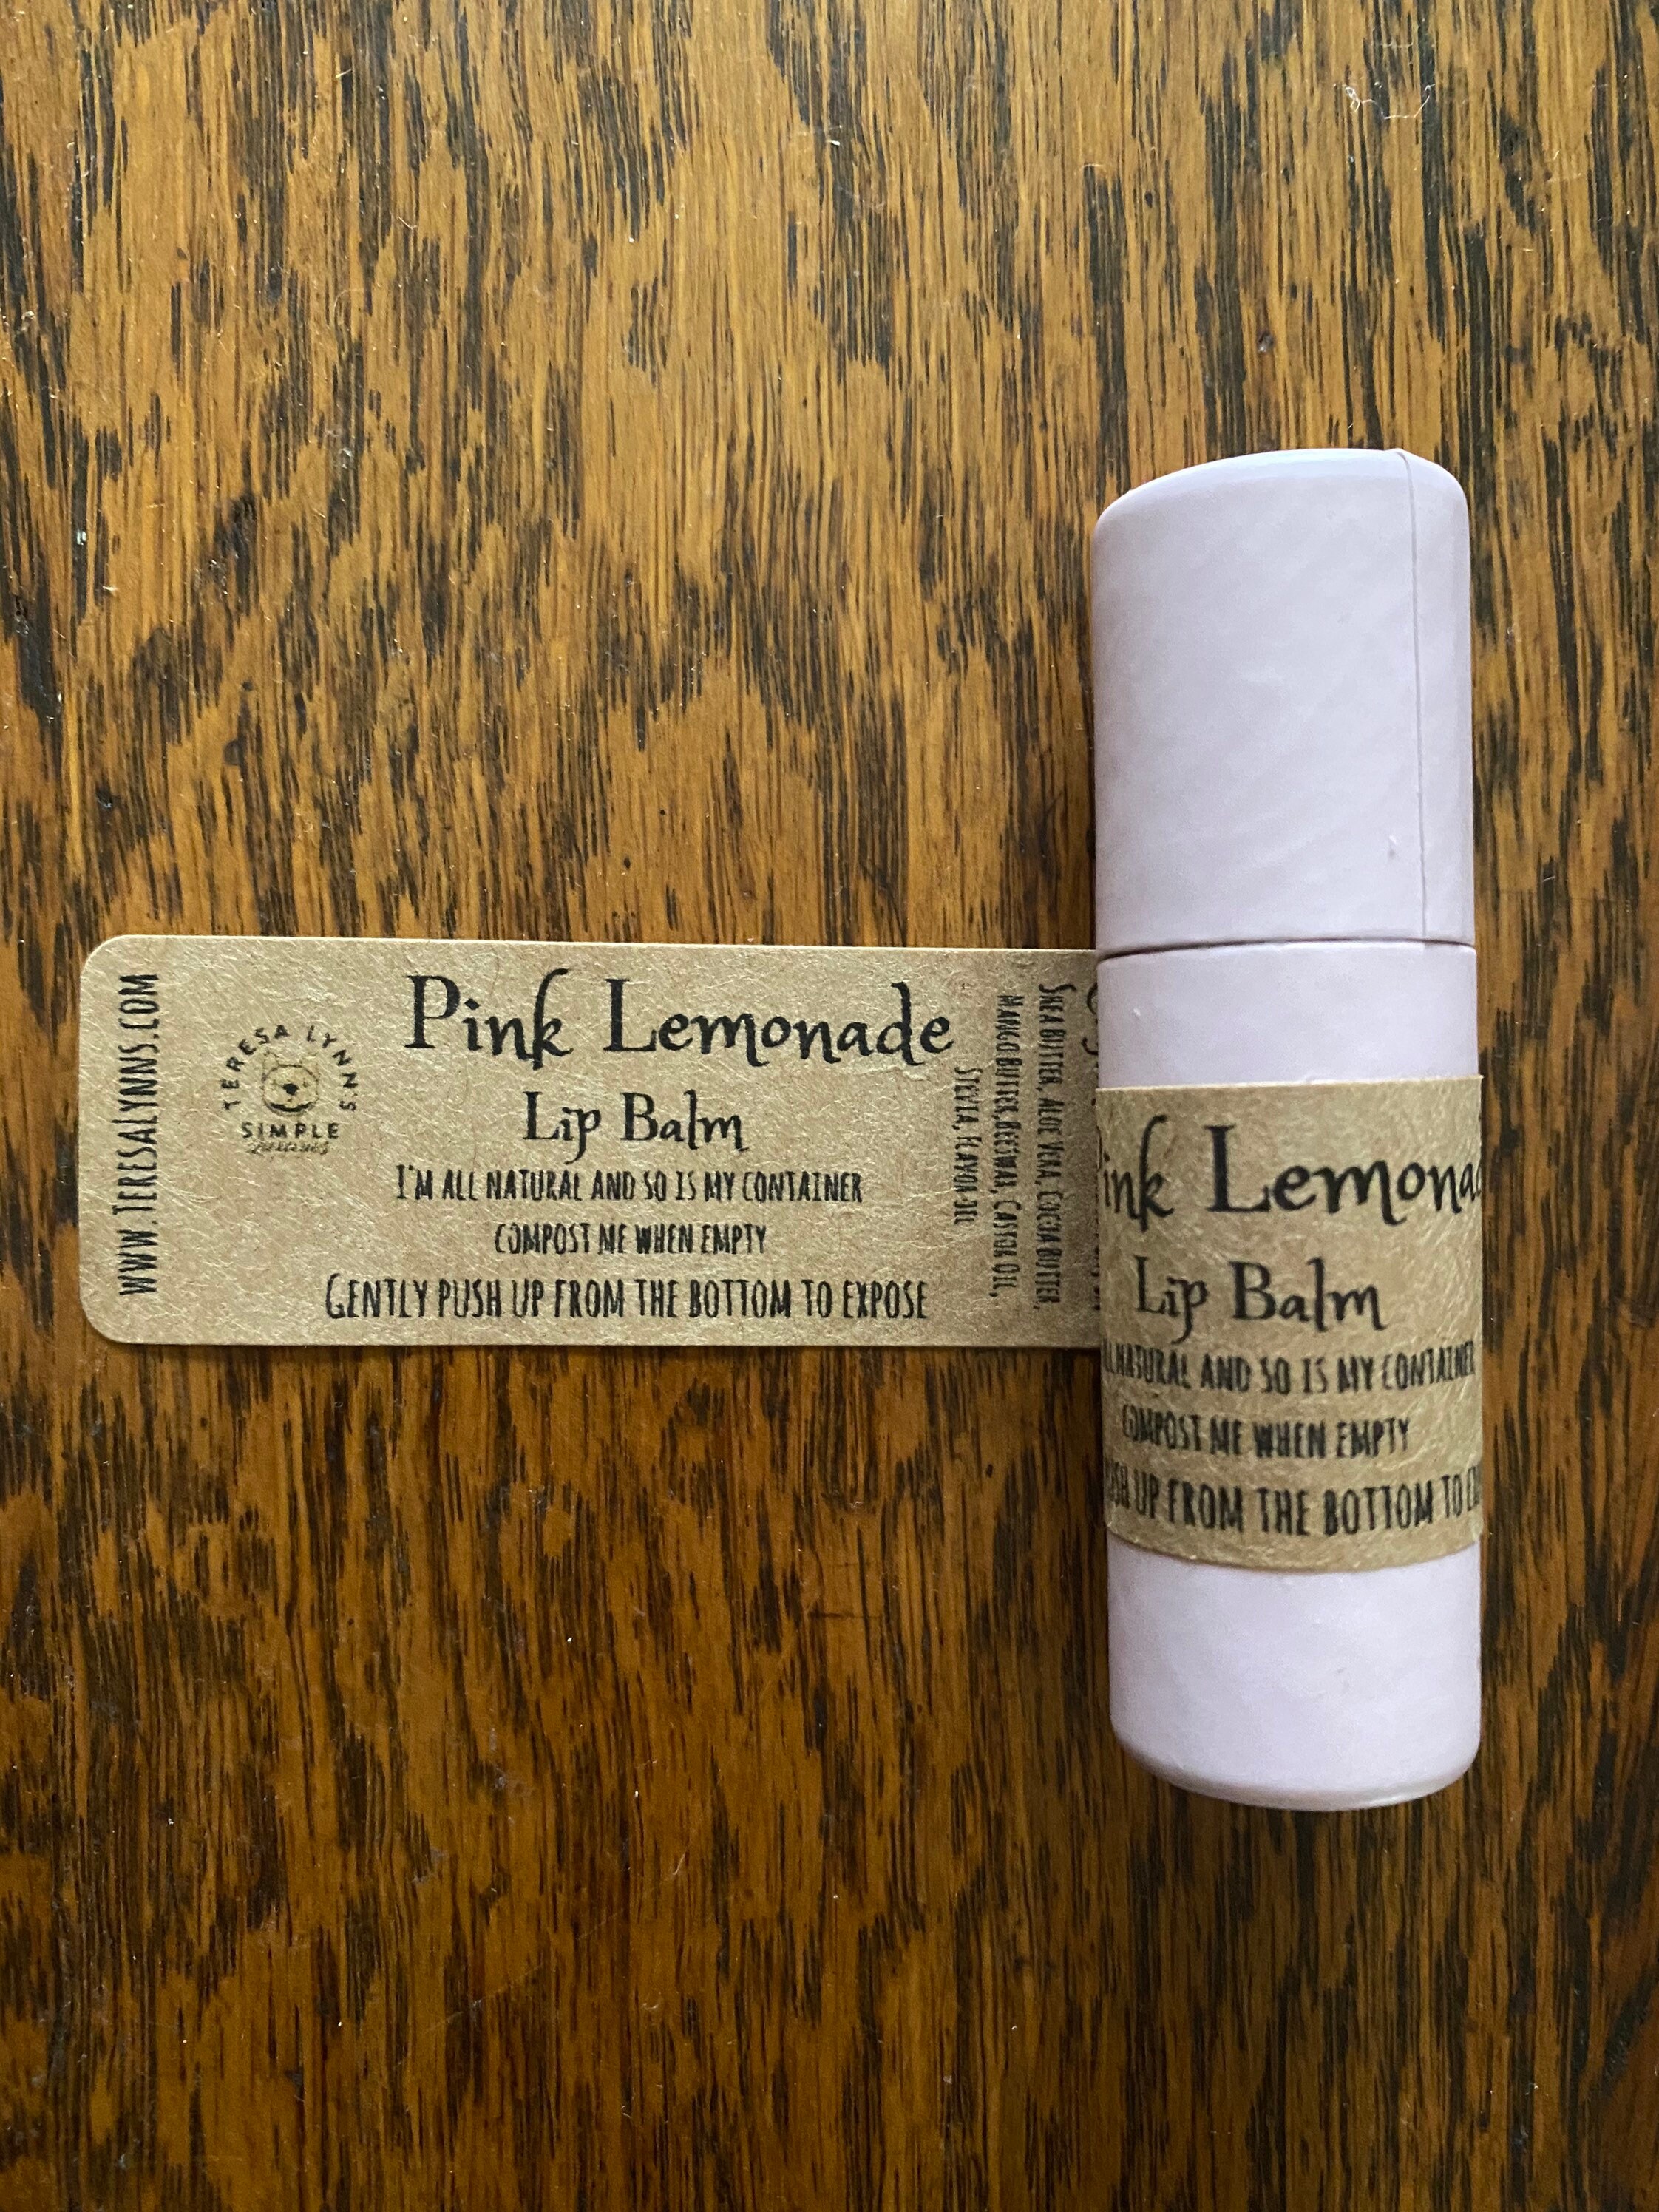 www.TeresaLynns.com
TERESA LYNN'S
SIMPLE
Pink Lemonade
Lip Balm
I'm all natural and so is my container
compost me when empty
Gently push up from the bottom to expose
Shea Butter, Aloe Vera, Cocoa Butter,
Mango Butter, Beeswax, Castor Oil,
Stevia, Flavor Oil
ink Lemona
Lip Balm
natural and so is my container
compost me when empty
push up from the bottom to